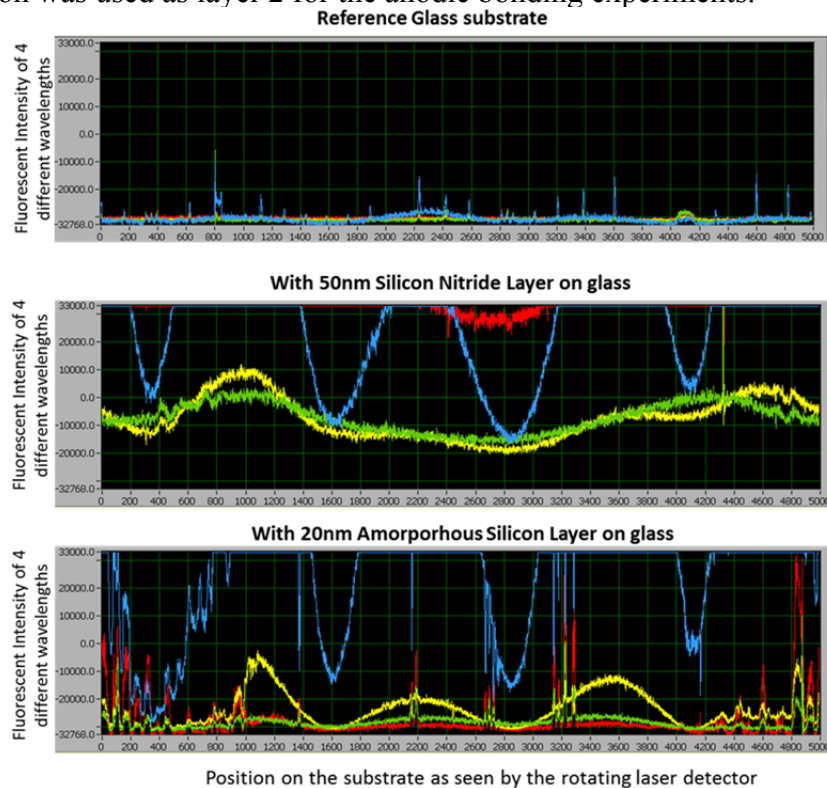 on was used as layer 2 for the anodic bonding experiments.
Reference Glass substrate
Fluorescent Intensity of 4
different wavelengths
33000.0
20000.0
10000.0
0.0
-10000.0
-20000.0
-32768.0
0 200 400 600 800 1000 1200 1400 1600 1800 2000 2200 2400 2600 2800 3000 3200 3400 3600 3800 4000 4200 4400 4600 4800 5000
With 50nm Silicon Nitride Layer on glass
Fluorescent Intensity of 4
different wavelengths
33000.0
20000.0
10000.0
0.0
-10000.0
-20000.0
-32768.0
0 200 400 600 800 1000 1200 1400 1600 1800 2000 2200 2400 2600 2800 3000 3200 3400 3600 3800 4000 4200 4400 4600 4800 5000
With 20nm Amorporhous Silicon Layer on glass
Fluorescent Intensity of 4
different wavelengths
33000.0
20000.0
10000.0
0.0
-10000.0
-20000.0
-32768.0
0 200 400 600 800 1000 1200 1400 1600 1800 2000 2200 2400 2600 2800 3000 3200 3400 3600 3800 4000 4200 4400 4600 4800 5000
Position on the substrate as seen by the rotating laser detector